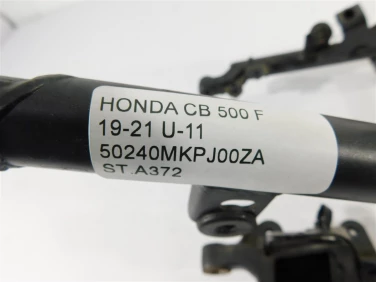 HONDA CB 500 F
19-21 U-11
50240MKPJ00ZA
ST.A372